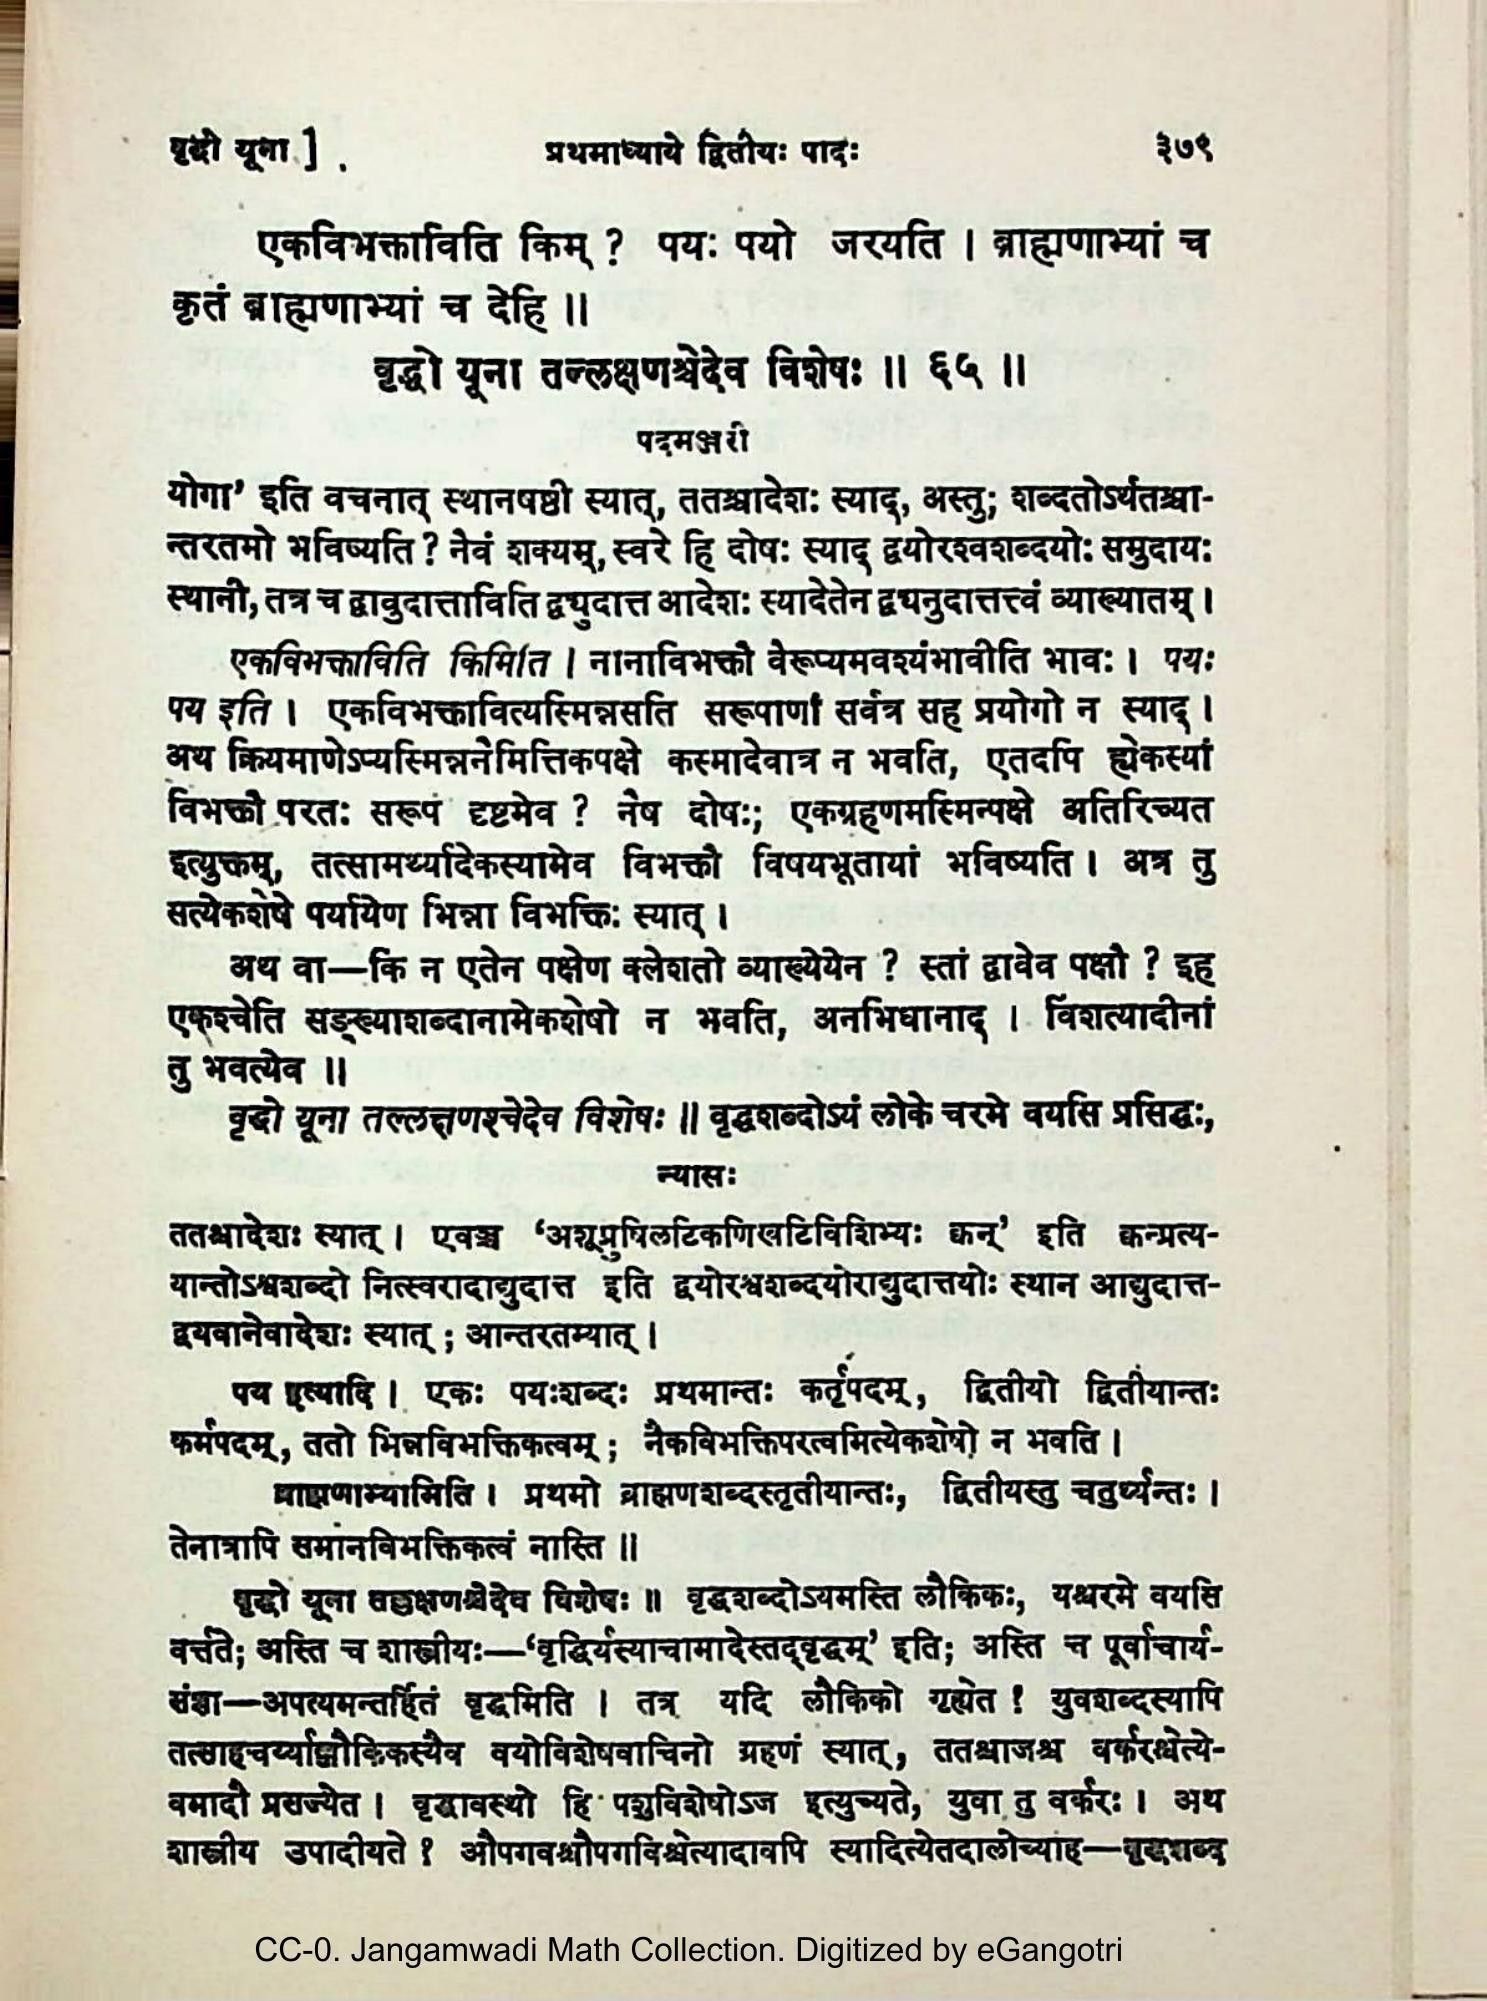 वृद्धो यूना ]
प्रथमाध्याये द्वितीयः पादः
३७९
एकविभक्ताविति किम् ? पयः पयो जरयति । ब्राह्मणाभ्यां च
कृतं ब्राह्मणाभ्यां च देहि ॥
वृद्धो यूना तल्लक्षणश्चेदेव विशेषः ॥ ६५ ॥
पदमञ्जरी
योगा’ इति वचनात् स्थानषष्ठी स्यात्, ततश्चादेशः स्याद्, अस्तु; शब्दतोऽर्थतश्चा-
न्तरतमो भविष्यति ? नैवं शक्यम्, स्वरे हि दोषः स्याद् द्वयोरश्वशब्दयोः समुदायः
स्थानी, तत्र च द्वावुदात्ताविति द्व्युदात्त आदेशः स्यादेतेन द्व्यनुदात्तत्त्वं व्याख्यातम् ।
एकविभक्ताविति किमिति । नानाविभक्तौ वैरूप्यमवश्यंभावीति भावः । पयः
पय इति । एकविभक्तावित्यस्मिन्नसति सरूपाणां सर्वत्र सह प्रयोगो न स्याद् ।
अथ क्रियमाणेऽप्यस्मिन्ननैमित्तिकपक्षे कस्मादेवात्र न भवति, एतदपि ह्येकस्यां
विभक्तौ परतः सरूपं दृष्टमेव ? नैष दोषः; एकग्रहणमस्मिन्पक्षे अतिरिच्यत
इत्युक्तम्, तत्सामर्थ्यादेकस्यामेव विभक्तौ विषयभूतायां भविष्यति । अत्र तु
सत्येकशेषे पर्यायेण भिन्ना विभक्तिः स्यात् ।
अथ वा—किं न एतेन पक्षेण क्लेशतो व्याख्येयेन ? स्तां द्वावेव पक्षौ ? इह
एकश्चेति सङ्ख्याशब्दानामेकशेषो न भवति, अनभिधानाद् । विंशत्यादीनां
तु भवत्येव ॥
वृद्धो यूना तल्लक्षणश्चेदेव विशेषः ॥ वृद्धशब्दोऽयं लोके चरमे वयसि प्रसिद्धः,
न्यासः
ततश्चादेशः स्यात् । एवञ्च ‘अशूप्रुषिलटिकणिखटिविशिभ्यः क्वन्’ इति क्वन्प्रत्य-
यान्तोऽश्वशब्दो नित्स्वरादाद्युदात्त इति द्वयोरश्वशब्दयोराद्युदात्तयोः स्थान आद्युदात्त-
द्वयवानेवादेशः स्यात् ; आन्तरतम्यात् ।
पय इत्यादि । एकः पयःशब्दः प्रथमान्तः कर्तृपदम्, द्वितीयो द्वितीयान्तः
कर्मपदम्, ततो भिन्नविभक्तिकत्वम् ; नैकविभक्तिपरत्वमित्येकशेषो न भवति ।
ब्राह्मणाभ्यामिति । प्रथमो ब्राह्मणशब्दस्तृतीयान्तः, द्वितीयस्तु चतुर्थ्यन्तः ।
तेनात्रापि समानविभक्तिकत्वं नास्ति ॥
वृद्धो यूना तल्लक्षणश्चेदेव विशेषः ॥ वृद्धशब्दोऽयमस्ति लौकिकः, यश्चरमे वयसि
वर्त्तते; अस्ति च शास्त्रीयः—‘वृद्धिर्यस्याचामादेस्तद्वृद्धम्’ इति; अस्ति च पूर्वाचार्य-
संज्ञा—अपत्यमन्तर्हितं वृद्धमिति । तत्र यदि लौकिको गृह्येत ! युवशब्दस्यापि
तत्साहचर्य्याल्लौकिकस्यैव वयोविशेषवाचिनो ग्रहणं स्यात्, ततश्चाजश्च वर्करश्चेत्ये-
वमादौ प्रसज्येत । वृद्धावस्थो हि पशुविशेषोऽज इत्युच्यते, युवा तु वर्करः । अथ
शास्त्रीय उपादीयते ? औपगवश्चौपगविश्चेत्यादावपि स्यादित्येतदालोच्याह—वृद्धशब्द
CC-0. Jangamwadi Math Collection. Digitized by eGangotri